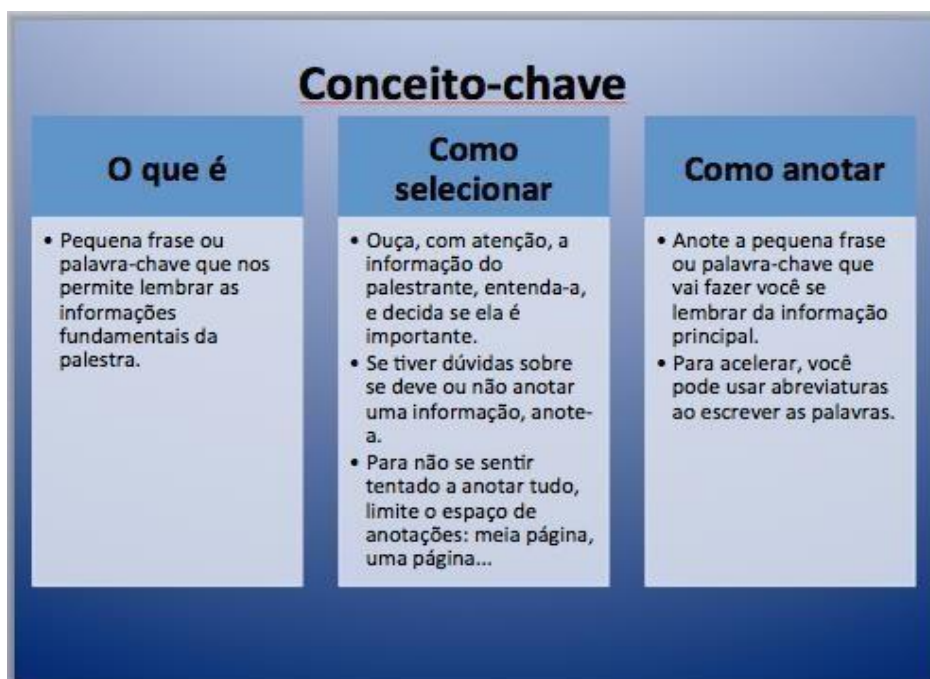 Conceito-chave
O que é
• Pequena frase ou
palavra-chave que nos
permite lembrar as
informações
fundamentais da
palestra.
Como
selecionar
• Ouça, com atenção, a
informação do
palestrante, entenda-a,
e decida se ela é
importante.
• Se tiver dúvidas sobre
se deve ou não anotar
uma informação, anote-
a.
• Para não se sentir
tentado a anotar tudo,
limite o espaço de
anotações: meia página,
uma página...
Como anotar
• Anote a pequena frase
ou palavra-chave que
vai fazer você se
lembrar da informação
principal.
• Para acelerar, você
pode usar abreviaturas
ao escrever as palavras.